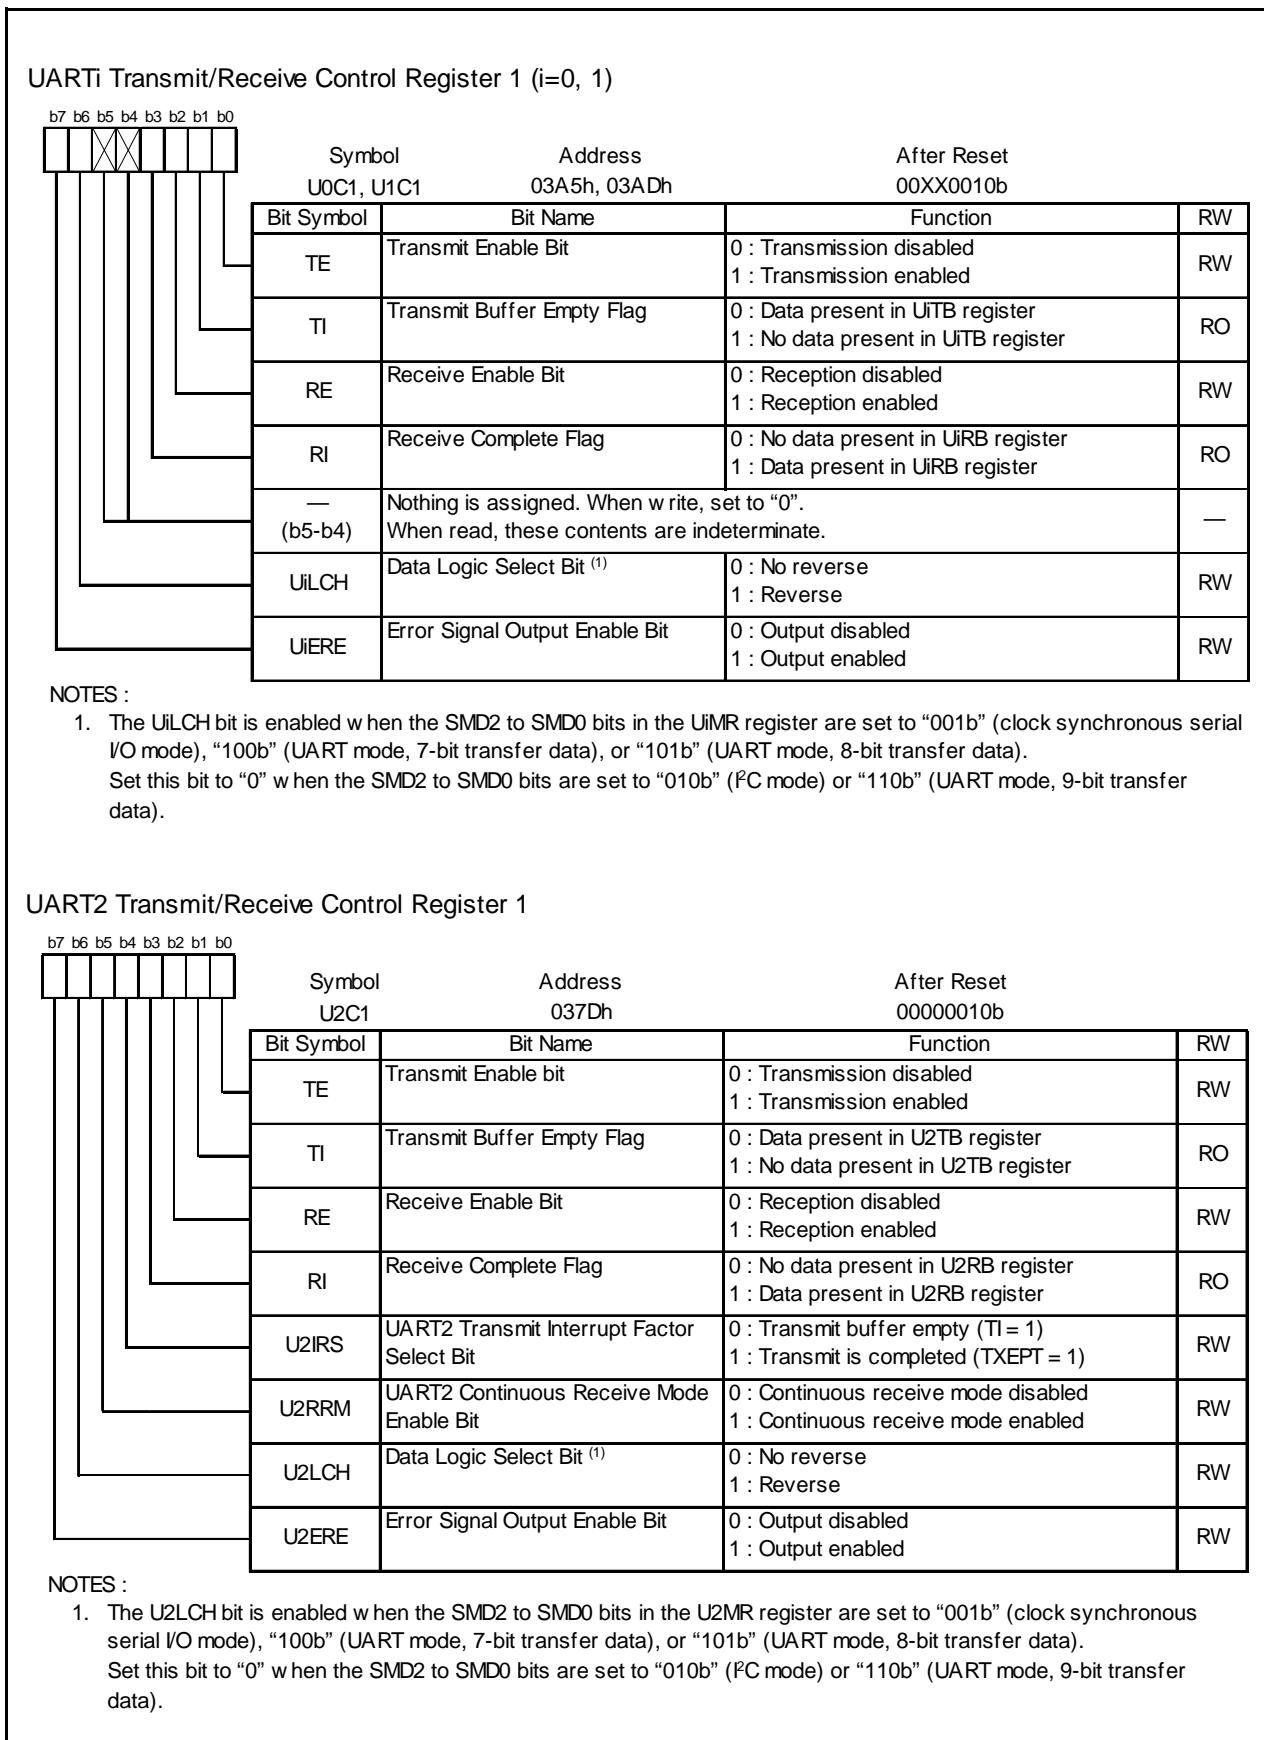 UARTi Transmit/Receive Control Register 1 (i=0, 1)
b7 b6 b5 b4 b3 b2 b1 b0
Symbol Address After Reset
U0C1, U1C1 03A5h, 03ADh 00XX0010b
Bit Symbol Bit Name Function RW
TE Transmit Enable Bit 0 : Transmission disabled RW
1 : Transmission enabled
TI Transmit Buffer Empty Flag 0 : Data present in UiTB register RO
1 : No data present in UiTB register
RE Receive Enable Bit 0 : Reception disabled RW
1 : Reception enabled
RI Receive Complete Flag 0 : No data present in UiRB register RO
1 : Data present in UiRB register
— Nothing is assigned. When write, set to “0”. —
(b5-b4) When read, these contents are indeterminate.
UiLCH Data Logic Select Bit (1) 0 : No reverse RW
1 : Reverse
UiERE Error Signal Output Enable Bit 0 : Output disabled RW
1 : Output enabled
NOTES :
1. The UiLCH bit is enabled when the SMD2 to SMD0 bits in the UiMR register are set to “001b” (clock synchronous serial
I/O mode), “100b” (UART mode, 7-bit transfer data), or “101b” (UART mode, 8-bit transfer data).
Set this bit to “0” when the SMD2 to SMD0 bits are set to “010b” (I²C mode) or “110b” (UART mode, 9-bit transfer
data).
UART2 Transmit/Receive Control Register 1
b7 b6 b5 b4 b3 b2 b1 b0
Symbol Address After Reset
U2C1 037Dh 00000010b
Bit Symbol Bit Name Function RW
TE Transmit Enable bit 0 : Transmission disabled RW
1 : Transmission enabled
TI Transmit Buffer Empty Flag 0 : Data present in U2TB register RO
1 : No data present in U2TB register
RE Receive Enable Bit 0 : Reception disabled RW
1 : Reception enabled
RI Receive Complete Flag 0 : No data present in U2RB register RO
1 : Data present in U2RB register
U2IRS UART2 Transmit Interrupt Factor 0 : Transmit buffer empty (TI = 1) RW
Select Bit 1 : Transmit is completed (TXEPT = 1)
U2RRM UART2 Continuous Receive Mode 0 : Continuous receive mode disabled RW
Enable Bit 1 : Continuous receive mode enabled
U2LCH Data Logic Select Bit (1) 0 : No reverse RW
1 : Reverse
U2ERE Error Signal Output Enable Bit 0 : Output disabled RW
1 : Output enabled
NOTES :
1. The U2LCH bit is enabled when the SMD2 to SMD0 bits in the U2MR register are set to “001b” (clock synchronous
serial I/O mode), “100b” (UART mode, 7-bit transfer data), or “101b” (UART mode, 8-bit transfer data).
Set this bit to “0” when the SMD2 to SMD0 bits are set to “010b” (I²C mode) or “110b” (UART mode, 9-bit transfer
data).